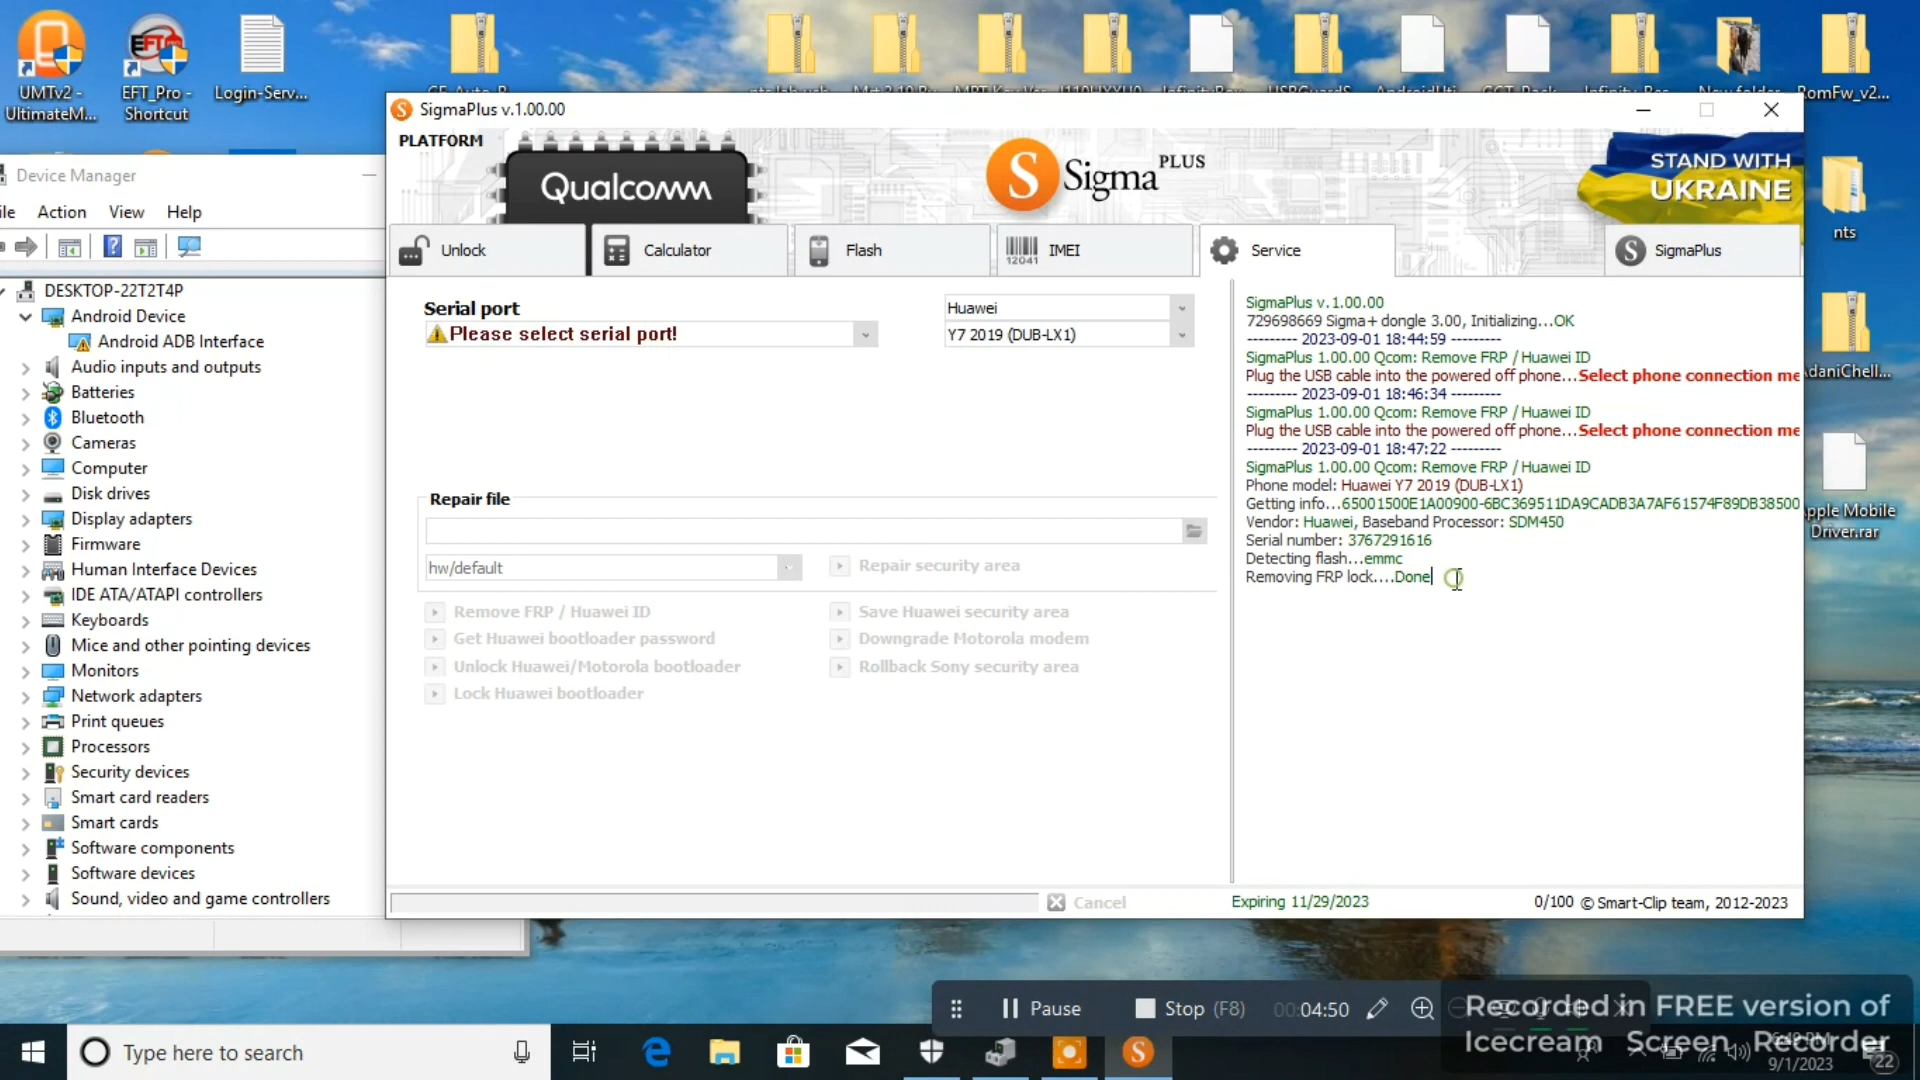 UMTv2 -
UltimateM...
EFT_Pro -
Shortcut
Login-Serv...
RomFw_v2...
nts
Apple Mobile
Driver.rar
SigmaPlus v.1.00.00
PLATFORM
Qualcomm
S Sigma PLUS
STAND WITH
UKRAINE
Unlock
Calculator
Flash
12041
IMEI
Service
S SigmaPlus
Device Manager
Action View Help
DESKTOP-22T2T4P
Android Device
Android ADB Interface
Audio inputs and outputs
Batteries
Bluetooth
Cameras
Computer
Disk drives
Display adapters
Firmware
Human Interface Devices
IDE ATA/ATAPI controllers
Keyboards
Mice and other pointing devices
Monitors
Network adapters
Print queues
Processors
Security devices
Smart card readers
Smart cards
Software components
Software devices
Sound, video and game controllers
Serial port
Please select serial port!
Huawei
Y7 2019 (DUB-LX1)
Repair file
hw/default
Repair security area
Remove FRP / Huawei ID
Save Huawei security area
Get Huawei bootloader password
Downgrade Motorola modem
Unlock Huawei/Motorola bootloader
Rollback Sony security area
Lock Huawei bootloader
SigmaPlus v.1.00.00
729698669 Sigma+ dongle 3.00, Initializing...OK
--------- 2023-09-01 18:44:59 ---------
SigmaPlus 1.00.00 Qcom: Remove FRP / Huawei ID
Plug the USB cable into the powered off phone...Select phone connection me
--------- 2023-09-01 18:46:34 ---------
SigmaPlus 1.00.00 Qcom: Remove FRP / Huawei ID
Plug the USB cable into the powered off phone...Select phone connection me
--------- 2023-09-01 18:47:22 ---------
SigmaPlus 1.00.00 Qcom: Remove FRP / Huawei ID
Phone model: Huawei Y7 2019 (DUB-LX1)
Getting info...65001500E1A00900-6BC369511DA9CADB3A7AF61574F89DB38500
Vendor: Huawei, Baseband Processor: SDM450
Serial number: 3767291616
Detecting flash...emmc
Removing FRP lock....Done
Cancel
Expiring 11/29/2023
0/100 © Smart-Clip team, 2012-2023
Pause
Stop (F8)
00:04:50
Recorded in FREE version of
Icecream Screen Recorder
Type here to search
9/1/2023
22